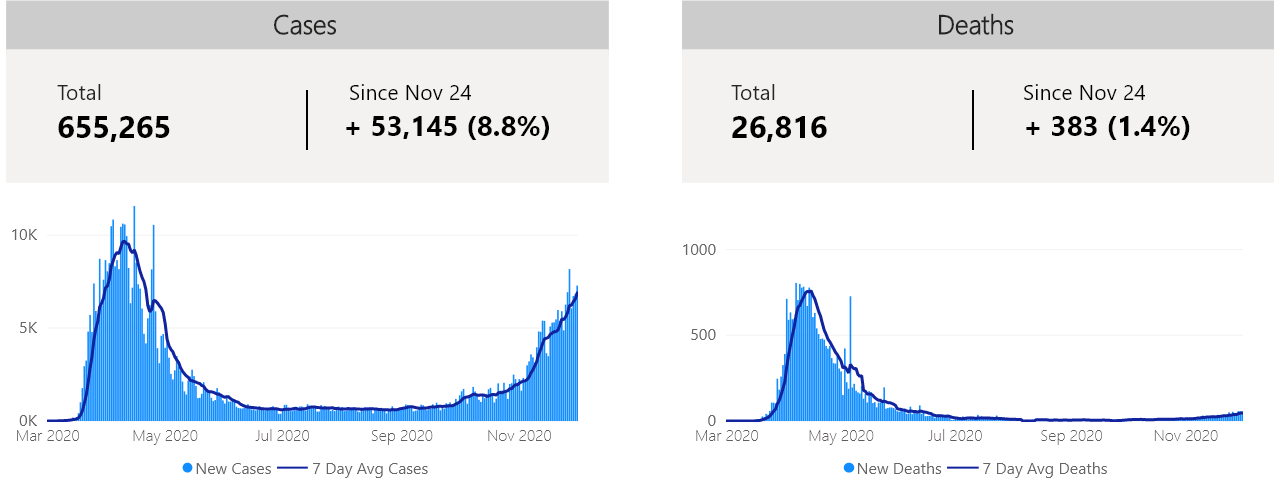 Cases
Total
655,265
Since Nov 24
+ 53,145 (8.8%)
10K
5K
0K
Mar 2020 May 2020 Jul 2020 Sep 2020 Nov 2020
New Cases 7 Day Avg Cases
Deaths
Total
26,816
Since Nov 24
+ 383 (1.4%)
1000
500
0
Mar 2020 May 2020 Jul 2020 Sep 2020 Nov 2020
New Deaths 7 Day Avg Deaths